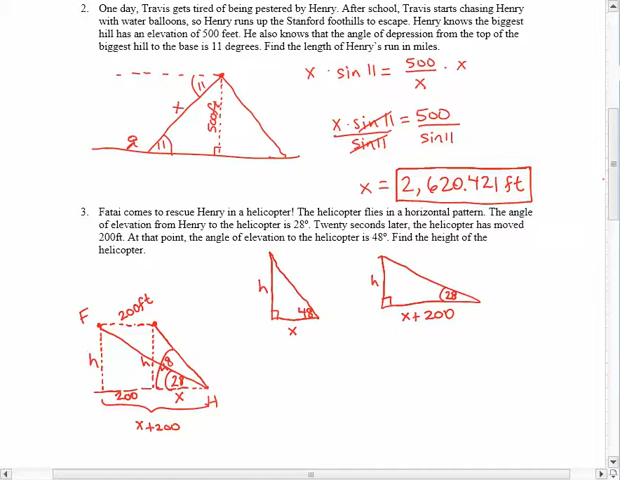 2. One day, Travis gets tired of being pestered by Henry. After school, Travis starts chasing Henry
with water balloons, so Henry runs up the Stanford foothills to escape. Henry knows the biggest
hill has an elevation of 500 feet. He also knows that the angle of depression from the top of the
biggest hill to the base is 11 degrees. Find the length of Henry's run in miles.
x · sin 11 = 500/x · x
11
x
500ft
11
x · sin 11 / sin 11 = 500 / sin 11
x = 2,620.421 ft
3. Fatai comes to rescue Henry in a helicopter! The helicopter flies in a horizontal pattern. The angle
of elevation from Henry to the helicopter is 28°. Twenty seconds later, the helicopter has moved
200ft. At that point, the angle of elevation to the helicopter is 48°. Find the height of the
helicopter.
h
48
x
h
28
x+200
F
200ft
h
h
28
200
x
H
x+200